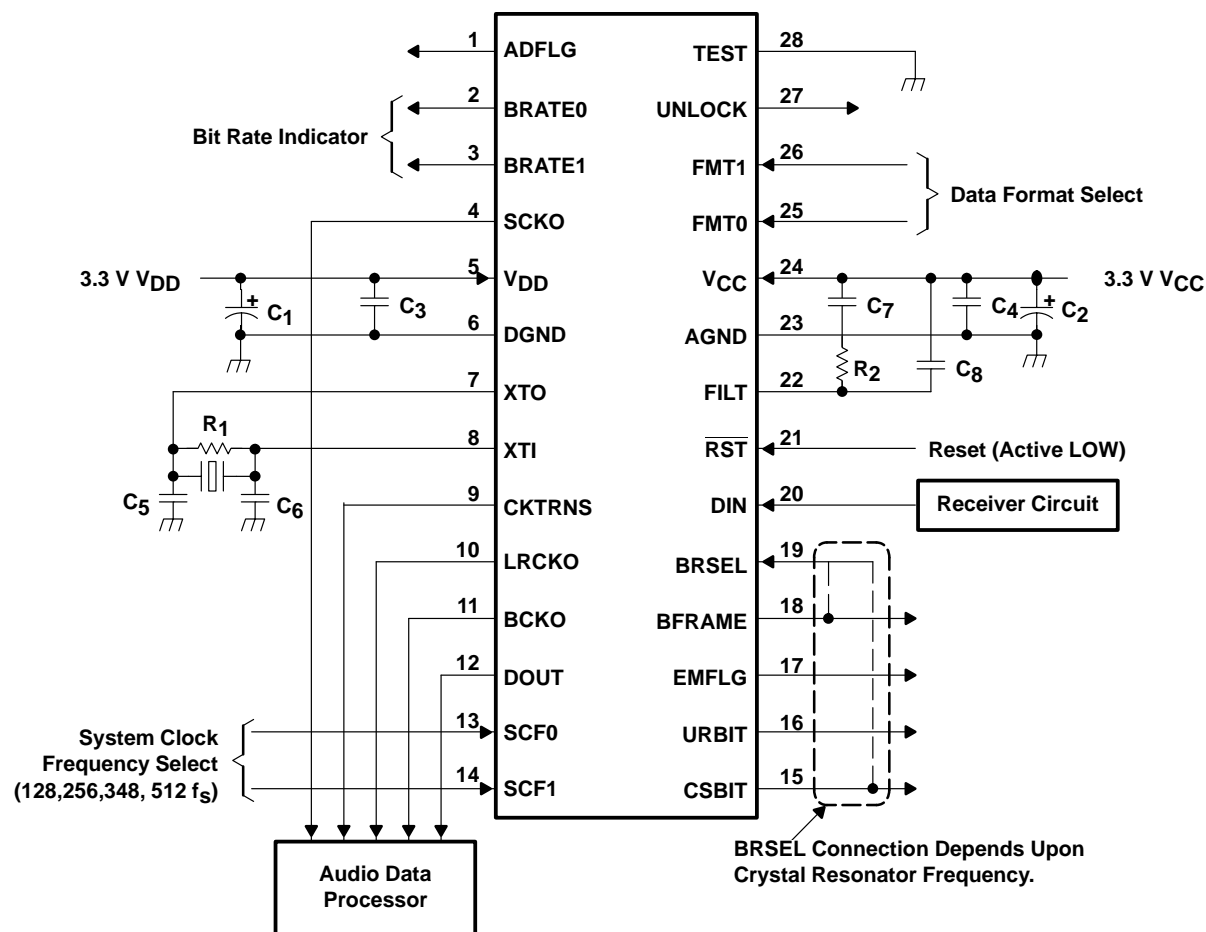 1 ADFLG TEST 28
2 BRATE0 UNLOCK 27
Bit Rate Indicator
3 BRATE1 FMT1 26
Data Format Select
4 SCKO FMT0 25
3.3 V VDD 5 VDD VCC 24 3.3 V VCC
+ C1 C3 C7 C4 + C2
6 DGND AGND 23
R2 C8
7 XTO FILT 22
R1
8 XTI RST 21 Reset (Active LOW)
C5 C6
9 CKTRNS DIN 20 Receiver Circuit
10 LRCKO BRSEL 19
11 BCKO BFRAME 18
12 DOUT EMFLG 17
13 SCF0 URBIT 16
System Clock
Frequency Select
(128,256,348, 512 fs)
14 SCF1 CSBIT 15
BRSEL Connection Depends Upon
Crystal Resonator Frequency.
Audio Data
Processor